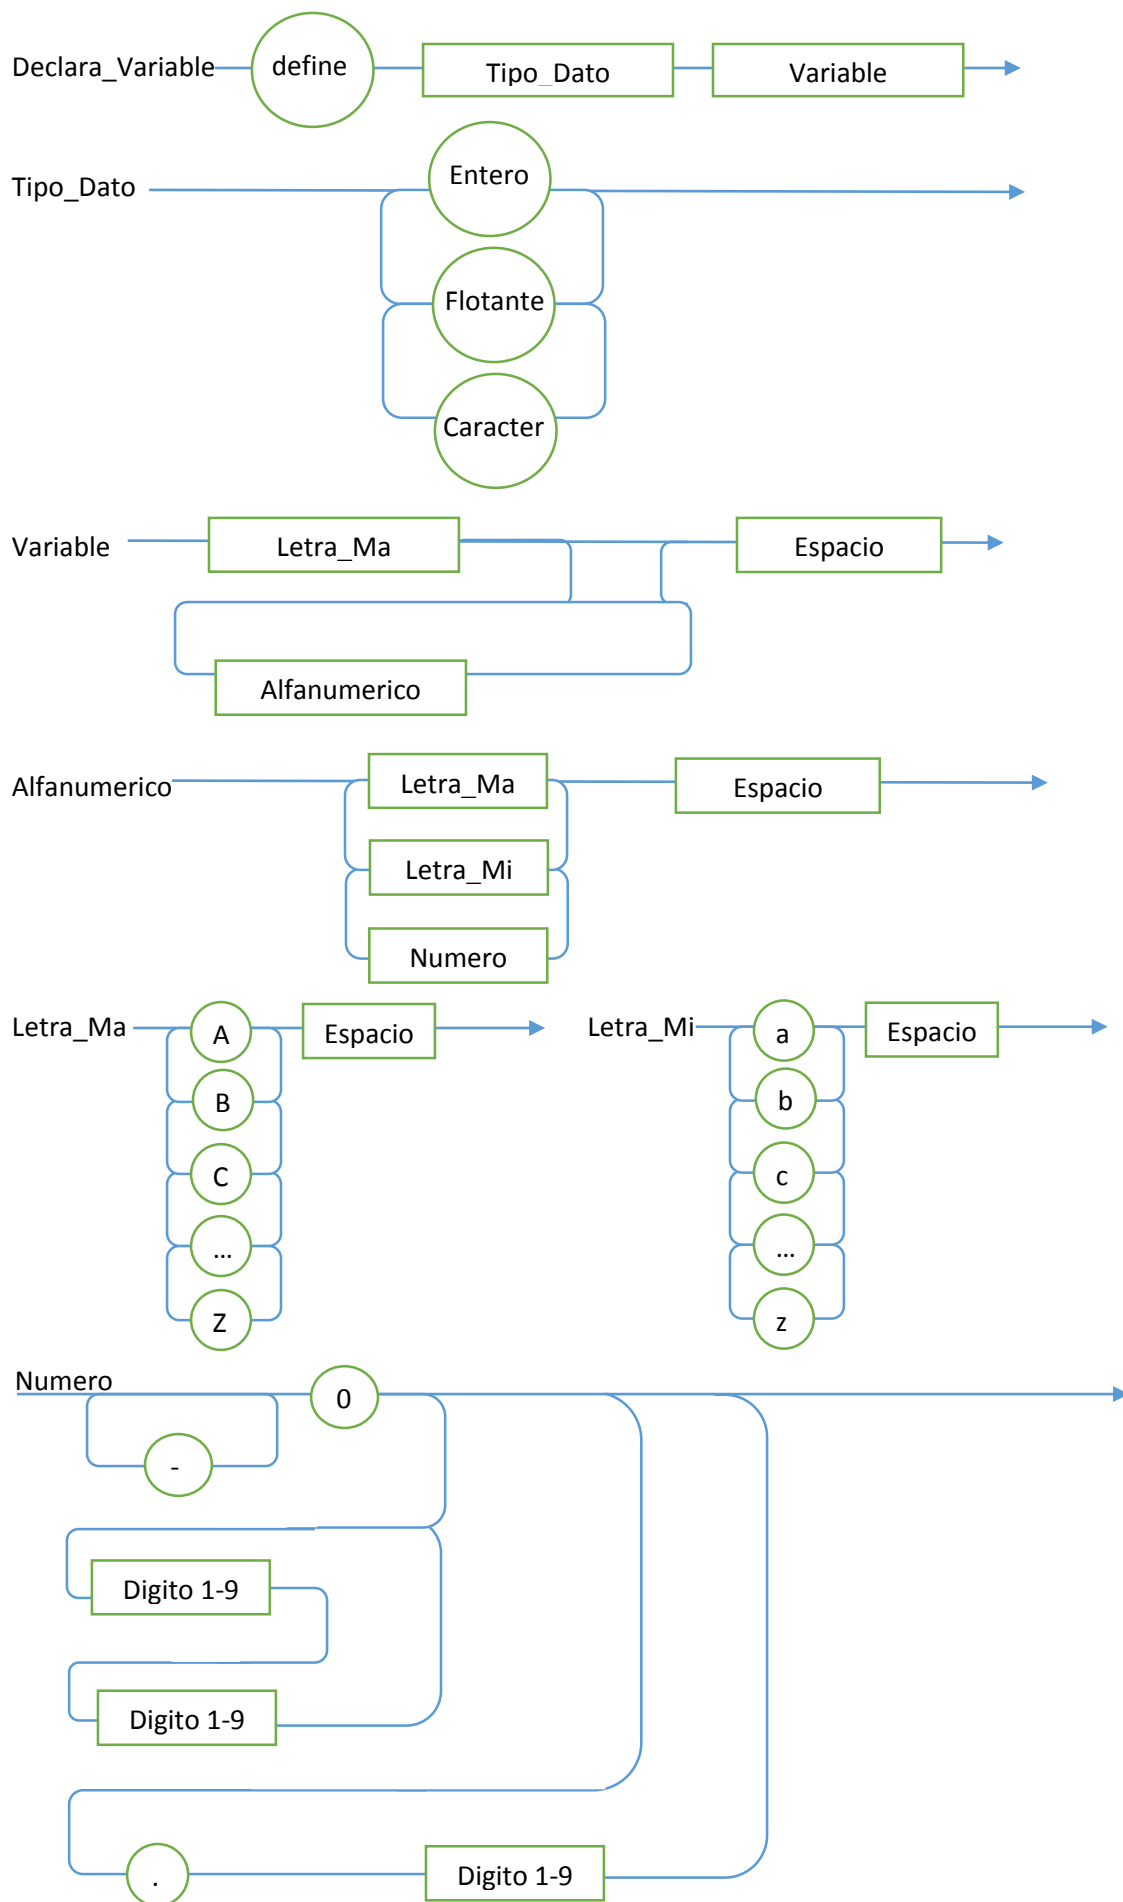 Declara_Variable define Tipo_Dato Variable
Tipo_Dato Entero
Flotante
Caracter
Variable Letra_Ma Espacio
Alfanumerico
Alfanumerico Letra_Ma Espacio
Letra_Mi
Numero
Letra_Ma A Espacio
B
C
...
Z
Letra_Mi a Espacio
b
c
...
z
Numero
0
-
Digito 1-9
Digito 1-9
. Digito 1-9